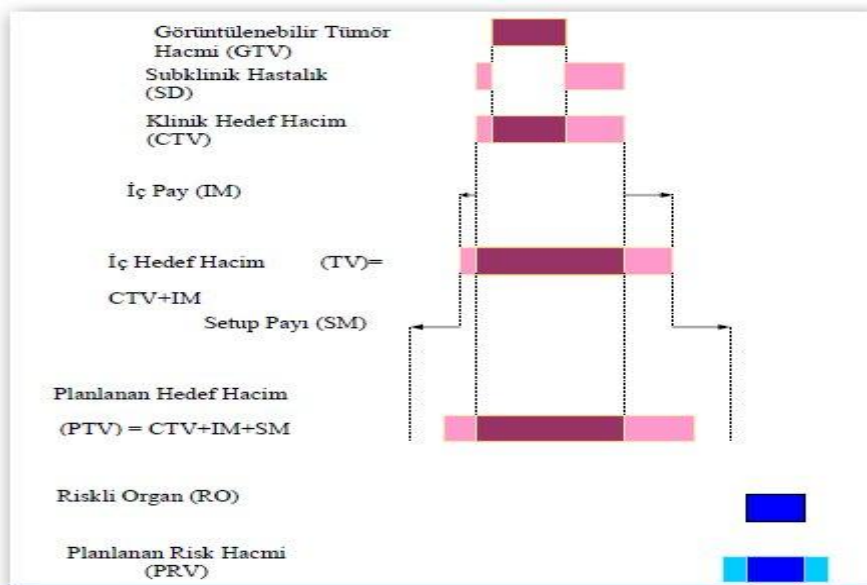 Görüntülenebilir Tümör
Hacmi (GTV)
Subklinik Hastalık
(SD)
Klinik Hedef Hacim
(CTV)
İç Pay (IM)
İç Hedef Hacim (TV)=
CTV+IM
Setup Payı (SM)
Planlanan Hedef Hacim
(PTV) = CTV+IM+SM
Riskli Organ (RO)
Planlanan Risk Hacmi
(PRV)